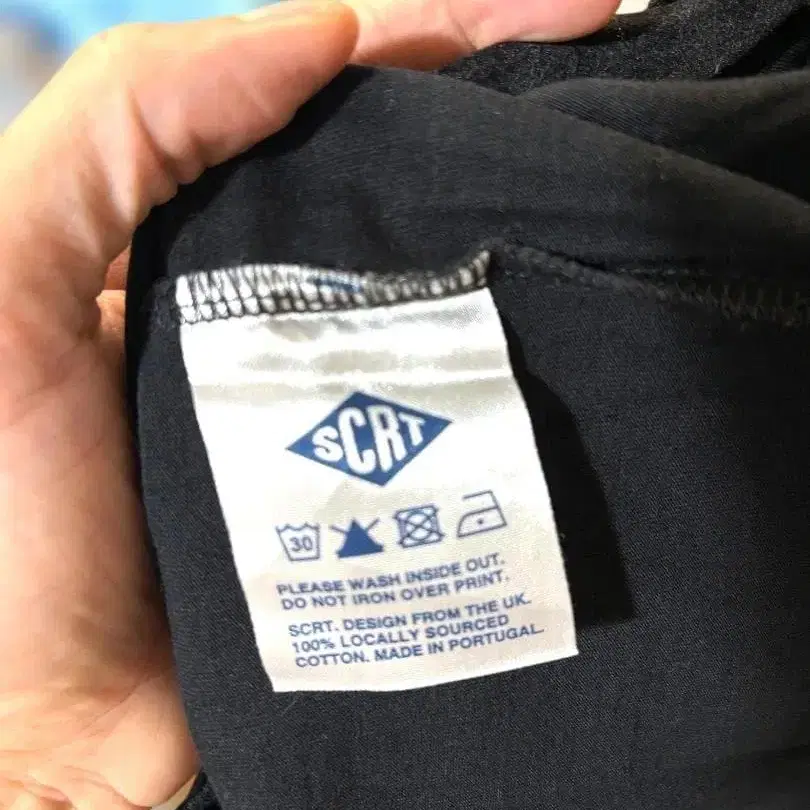 SCRT
30
PLEASE WASH INSIDE OUT.
DO NOT IRON OVER PRINT.
SCRT. DESIGN FROM THE UK.
100% LOCALLY SOURCED
COTTON. MADE IN PORTUGAL.